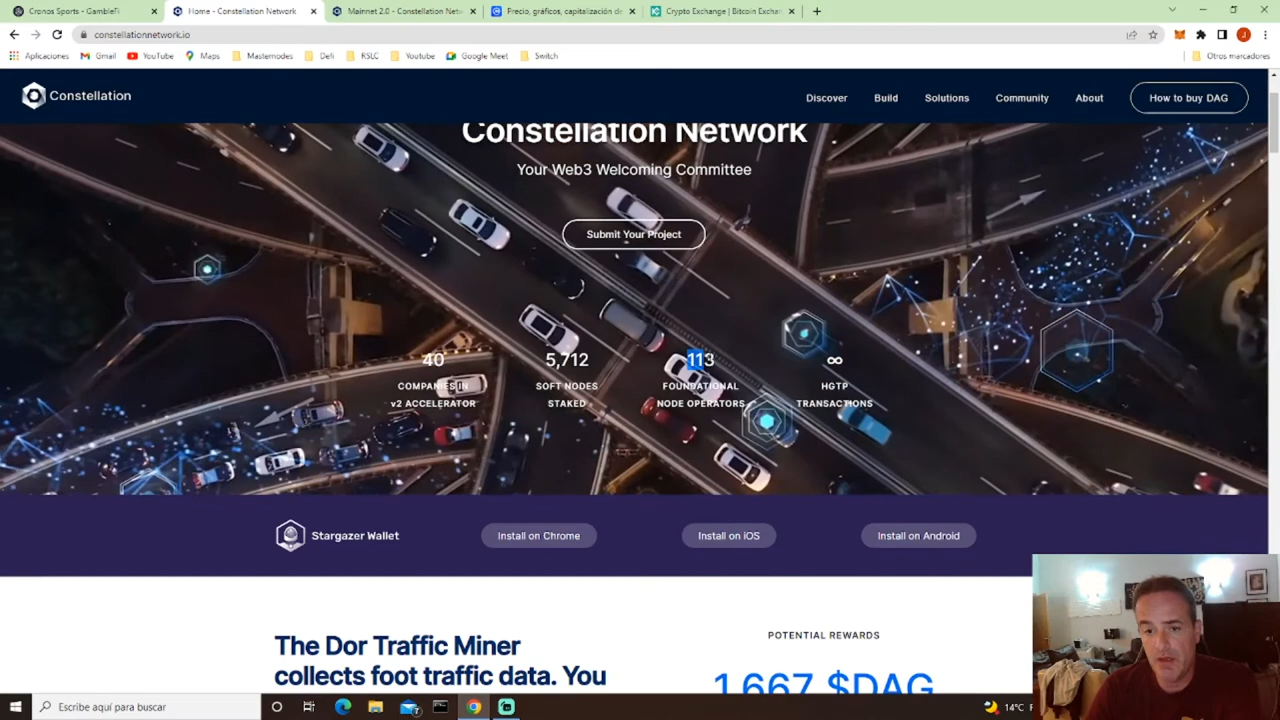 Cronos Sports - GambleFi
Home - Constellation Network
Mainnet 2.0 - Constellation Netw
Precio, gráficos, capitalización de
Crypto Exchange | Bitcoin Exchan
constellationnetwork.io
Aplicaciones
Gmail
YouTube
Maps
Masternodes
Defi
RSLC
Youtube
Google Meet
Switch
Otros marcadores
Constellation
Discover
Build
Solutions
Community
About
How to buy DAG
Constellation Network
Your Web3 Welcoming Committee
Submit Your Project
40
COMPANIES IN
v2 ACCELERATOR
5,712
SOFT NODES
STAKED
113
FOUNDATIONAL
NODE OPERATORS
∞
HGTP
TRANSACTIONS
Stargazer Wallet
Install on Chrome
Install on iOS
Install on Android
The Dor Traffic Miner
collects foot traffic data. You
POTENTIAL REWARDS
1,667 $DAG
Escribe aquí para buscar
14°C